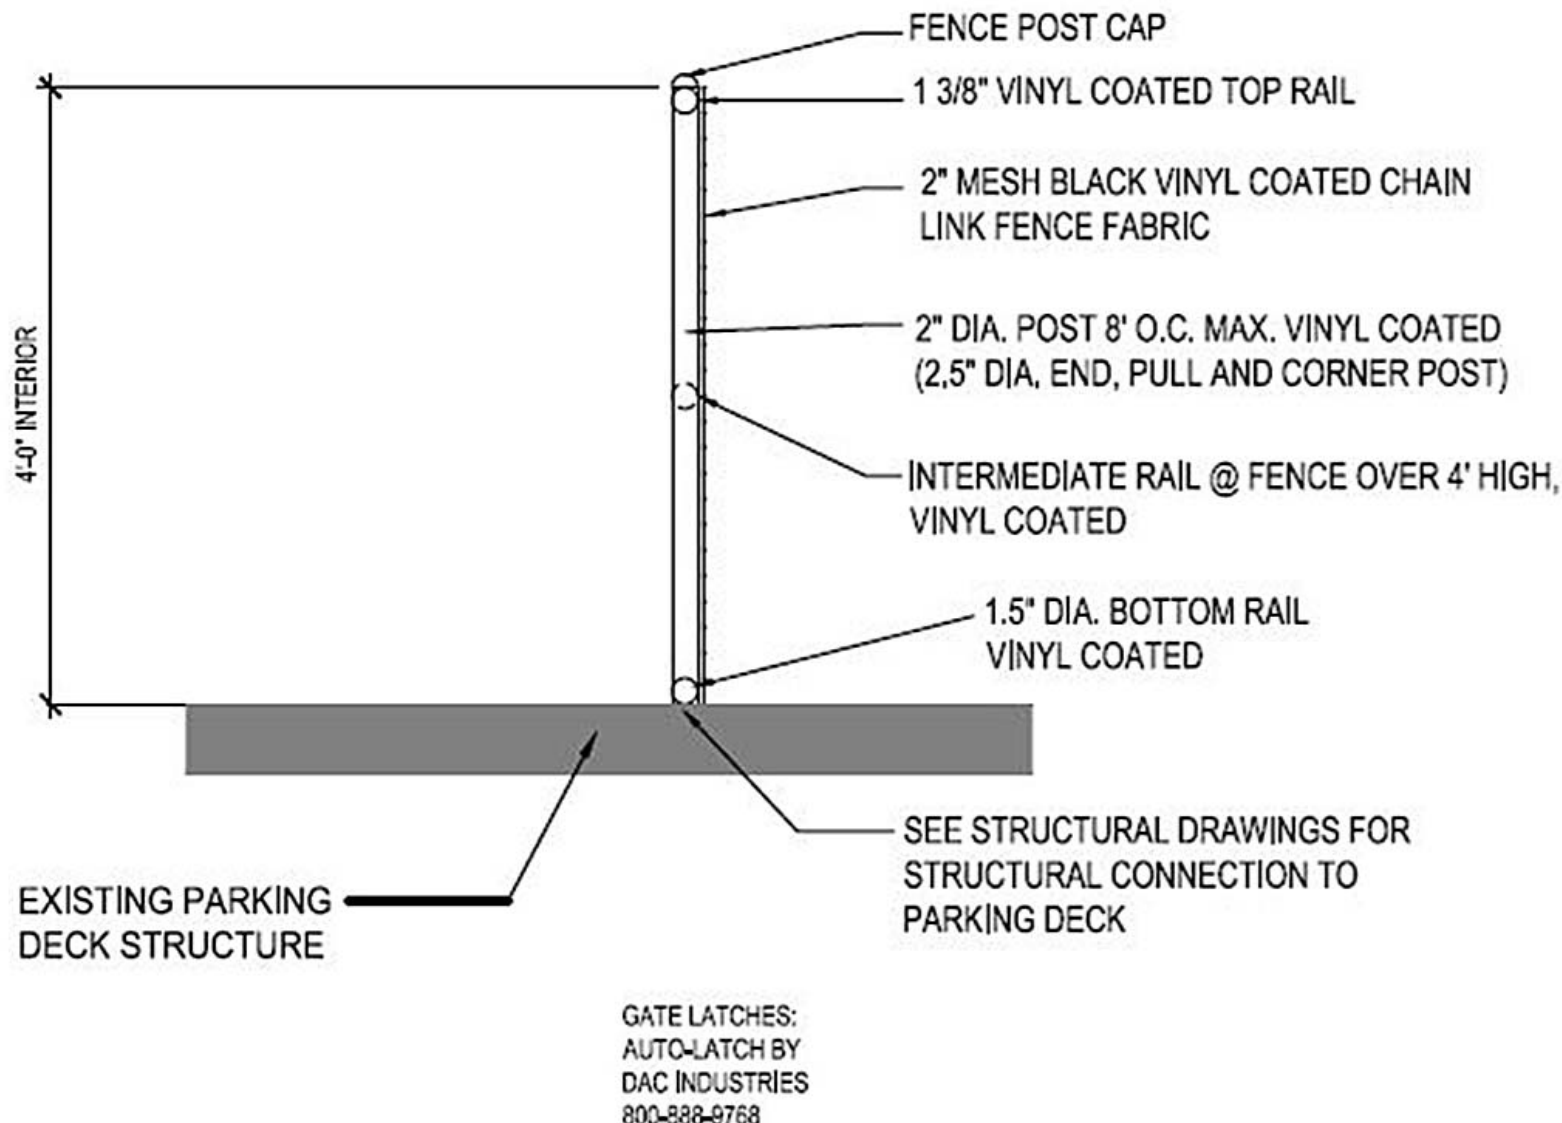 FENCE POST CAP
1 3/8" VINYL COATED TOP RAIL
2" MESH BLACK VINYL COATED CHAIN
LINK FENCE FABRIC
2" DIA. POST 8' O.C. MAX. VINYL COATED
(2.5" DIA. END, PULL AND CORNER POST)
4'-0" INTERIOR
INTERMEDIATE RAIL @ FENCE OVER 4' HIGH,
VINYL COATED
1.5" DIA. BOTTOM RAIL
VINYL COATED
SEE STRUCTURAL DRAWINGS FOR
STRUCTURAL CONNECTION TO
PARKING DECK
EXISTING PARKING
DECK STRUCTURE
GATE LATCHES:
AUTO-LATCH BY
DAC INDUSTRIES
800-888-9768